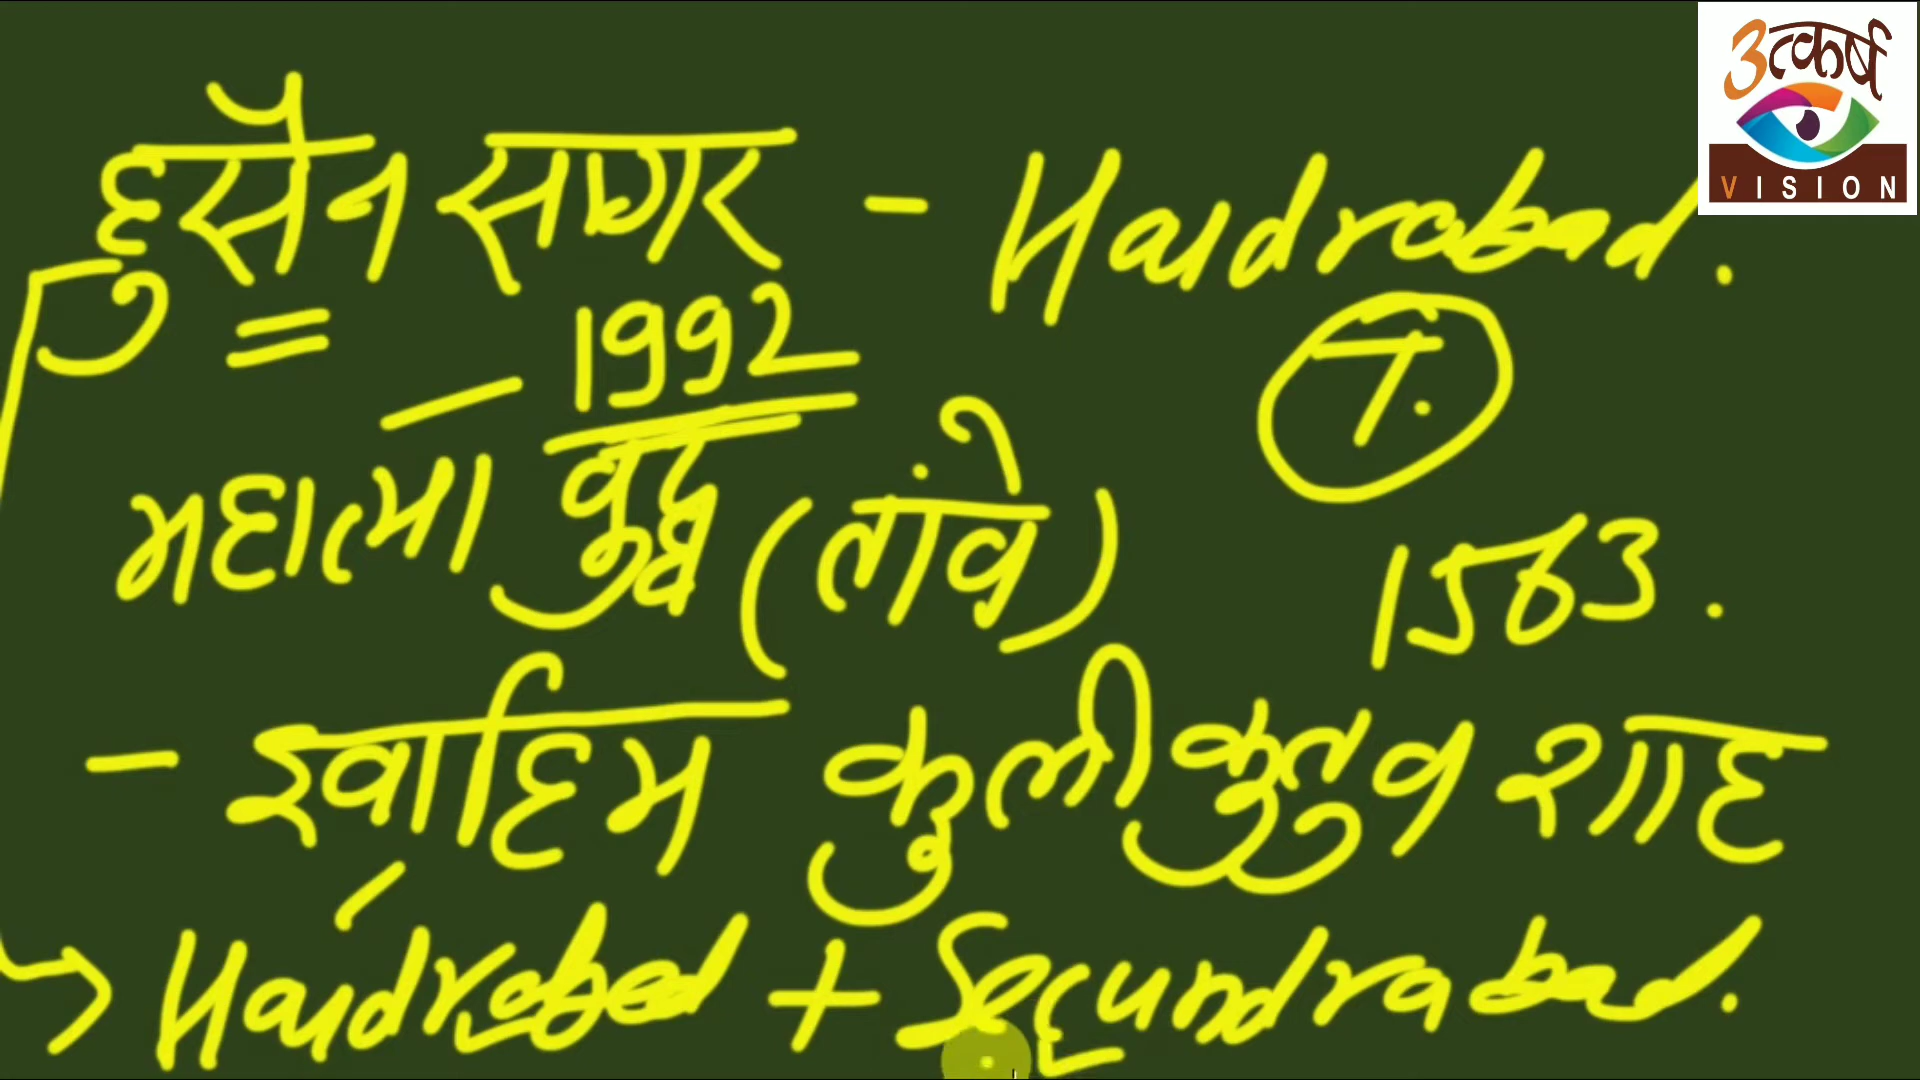 उत्कर्ष
VISION
हुसैन सागर - Haidrabad.
1992 T.
महात्मा बुद्ध (तांबे) 1563.
- इब्राहिम कुली कुतुब शाह
Haidrabad + Secundrabad.